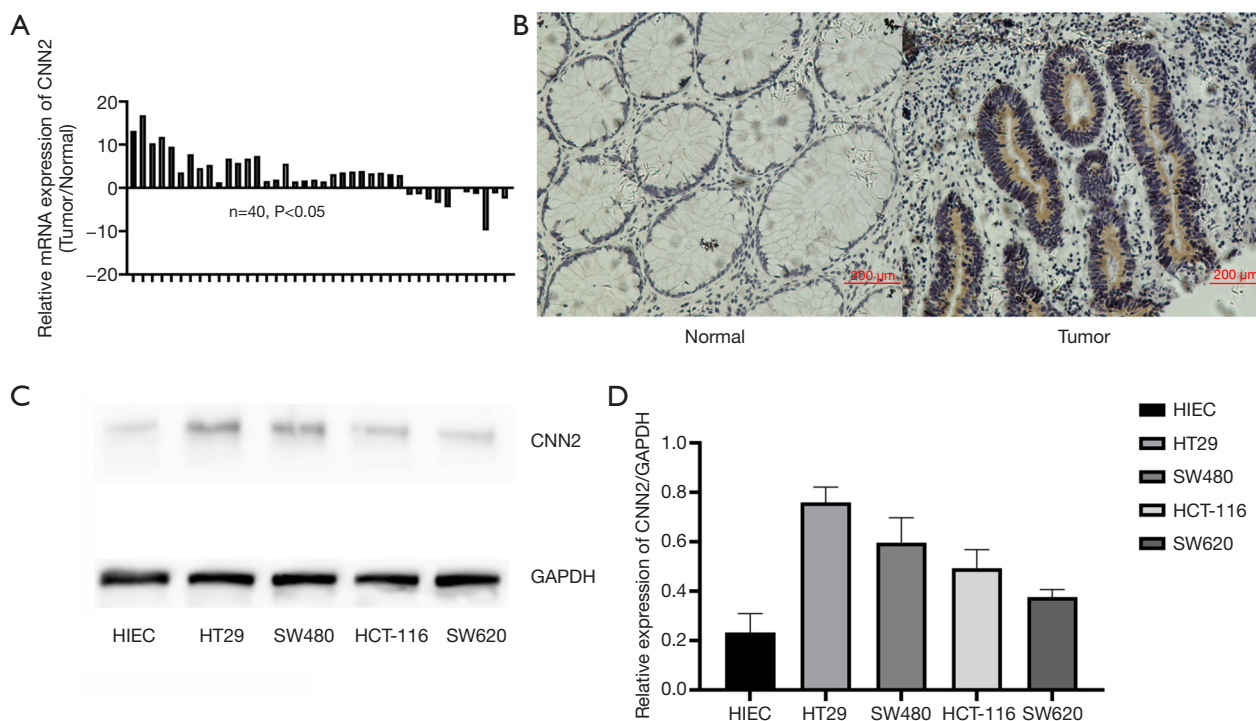 A
Relative mRNA expression of CNN2
(Tumor/Normal)
20
10
0
−10
−20
n=40, P<0.05
B
200 μm
200 μm
Normal
Tumor
C
CNN2
GAPDH
HIEC HT29 SW480 HCT-116 SW620
D
Relative expression of CNN2/GAPDH
1.0
0.8
0.6
0.4
0.2
0.0
HIEC HT29 SW480 HCT-116 SW620
HIEC
HT29
SW480
HCT-116
SW620